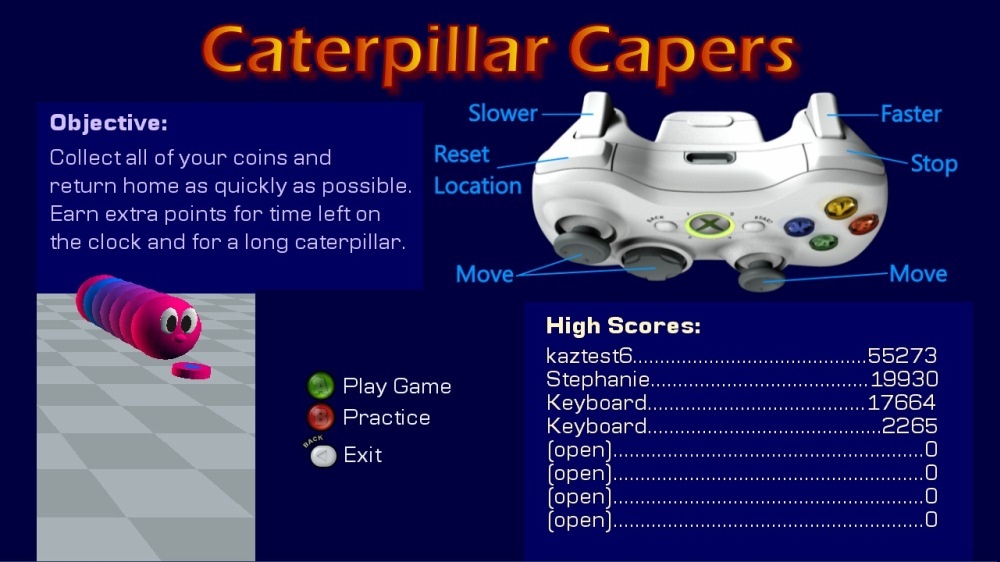 Caterpillar Capers
Objective:
Collect all of your coins and
return home as quickly as possible.
Earn extra points for time left on
the clock and for a long caterpillar.
Slower
Faster
Reset
Location
Stop
Move
Move
BACK
START
A Play Game
B Practice
BACK
Exit
High Scores:
kaztest6..........................................55273
Stephanie.......................................19930
Keyboard.......................................17664
Keyboard..........................................2265
(open).......................................................0
(open).......................................................0
(open).......................................................0
(open).......................................................0